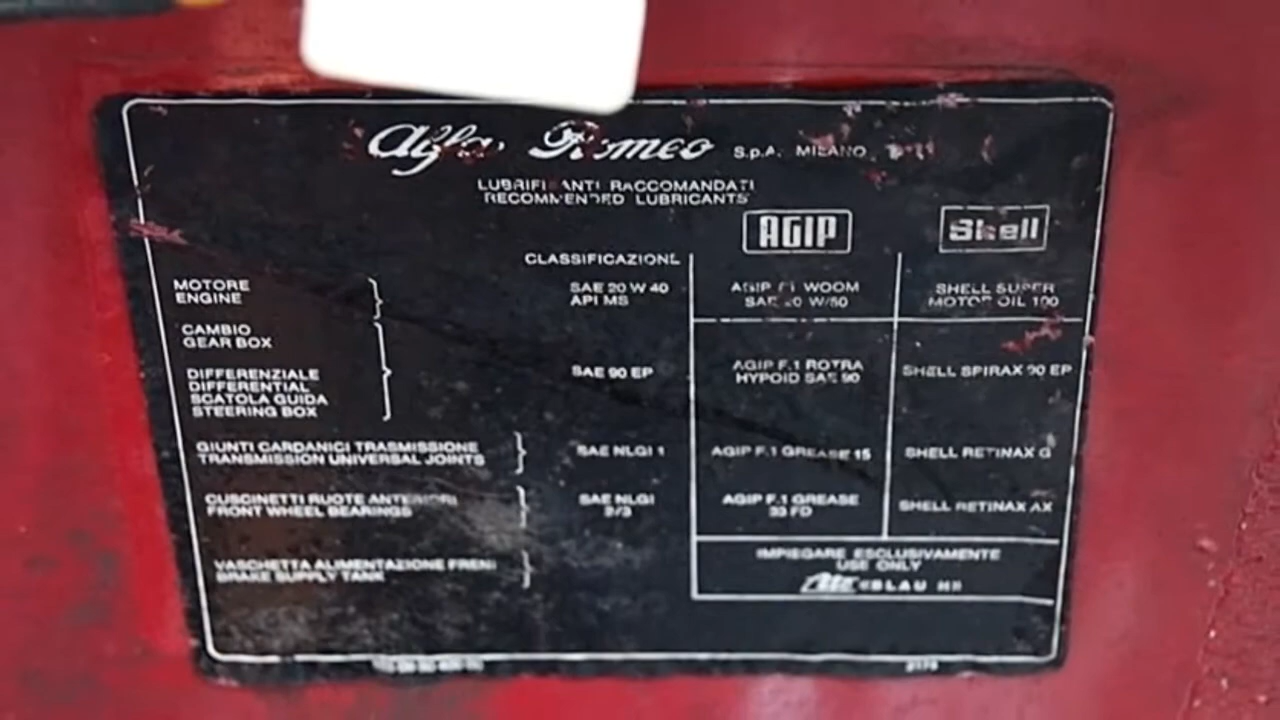 Alfa Romeo S.p.A. MILANO
LUBRIFICANTI RACCOMANDATI
RECOMMENDED LUBRICANTS
AGIP Shell
CLASSIFICAZIONE
MOTORE
ENGINE
SAE 20 W 40
API MS
AGIP F.1 WOOM
SAE 20 W/50
SHELL SUPER
MOTOR OIL 100
CAMBIO
GEAR BOX
DIFFERENZIALE
DIFFERENTIAL
SCATOLA GUIDA
STEERING BOX
SAE 90 EP
AGIP F.1 ROTRA
HYPOID SAE 90
SHELL SPIRAX 90 EP
GIUNTI CARDANICI TRASMISSIONE
TRANSMISSION UNIVERSAL JOINTS
SAE NLGI 1
AGIP F.1 GREASE 15
SHELL RETINAX G
CUSCINETTI RUOTE ANTERIORI
FRONT WHEEL BEARINGS
SAE NLGI
2/3
AGIP F.1 GREASE
33 FD
SHELL RETINAX AX
VASCHETTA ALIMENTAZIONE FRENI
BRAKE SUPPLY TANK
IMPIEGARE ESCLUSIVAMENTE
USE ONLY
BLAU